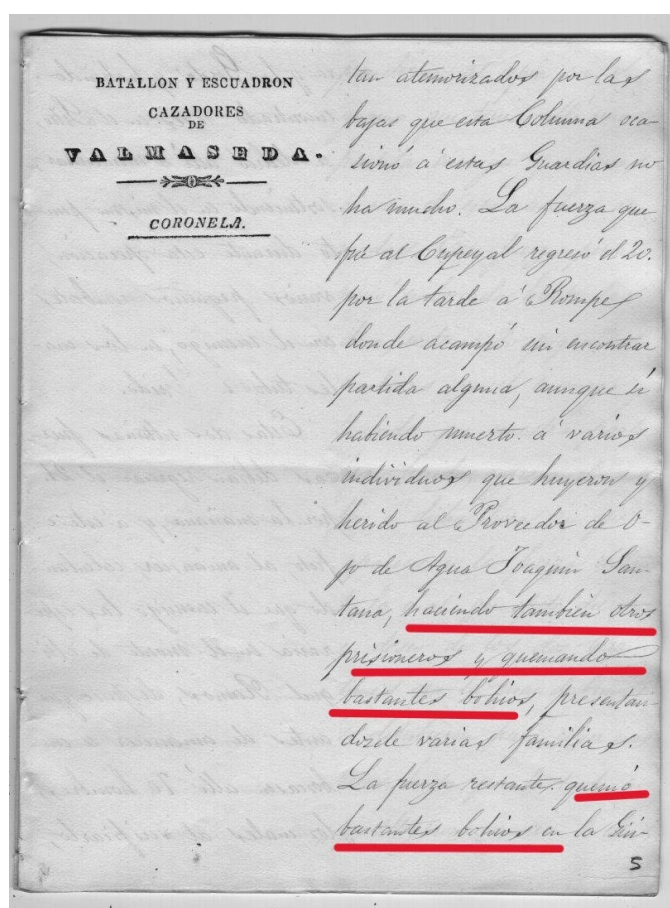 BATALLON Y ESCUADRON
CAZADORES
DE
VALMASEDA.
CORONELA.
tan atemorizados por las
bajas que esta Columna oca-
sionó á estas Guardias no
ha mucho. La fuerza que
fué al Cupeyal regresó el 20.
por la tarde á Rompe
donde acampó sin encontrar
partida alguna, aunque si
habiendo muerto á varios
individuos que huyeron y
herido al Proveedor de O-
jo de Agua Joaquin San-
tana, haciendo tambien otros
prisioneros y quemando
bastantes bohios, presentan-
dosele varias familias.
La fuerza restante quemó
bastantes bohios en la
5